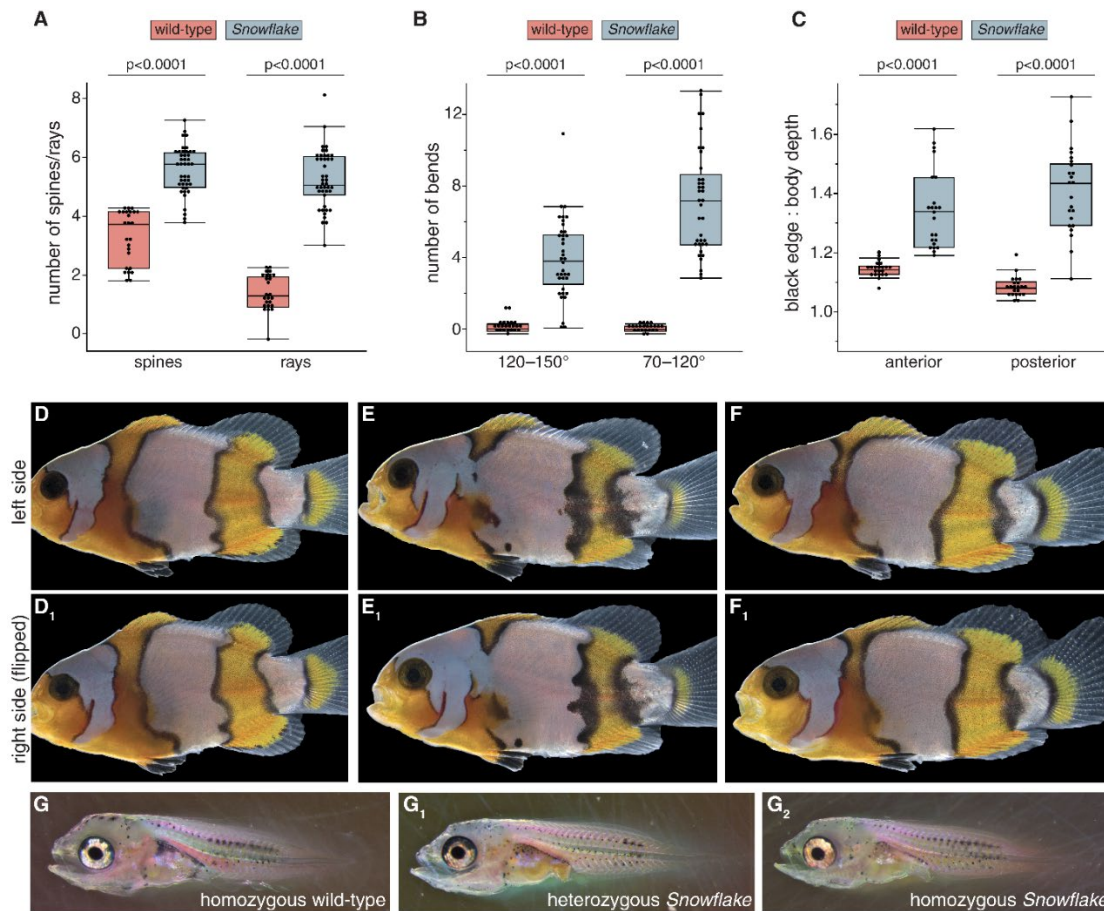 A
wild-type Snowflake
p<0.0001 p<0.0001
number of spines/rays
8
6
4
2
0
spines rays
B
wild-type Snowflake
p<0.0001 p<0.0001
number of bends
12
8
4
0
120–150° 70–120°
C
wild-type Snowflake
p<0.0001 p<0.0001
black edge : body depth
1.6
1.4
1.2
1.0
anterior posterior
left side
D E F
right side (flipped)
D1 E1 F1
G
homozygous wild-type
G1
heterozygous Snowflake
G2
homozygous Snowflake